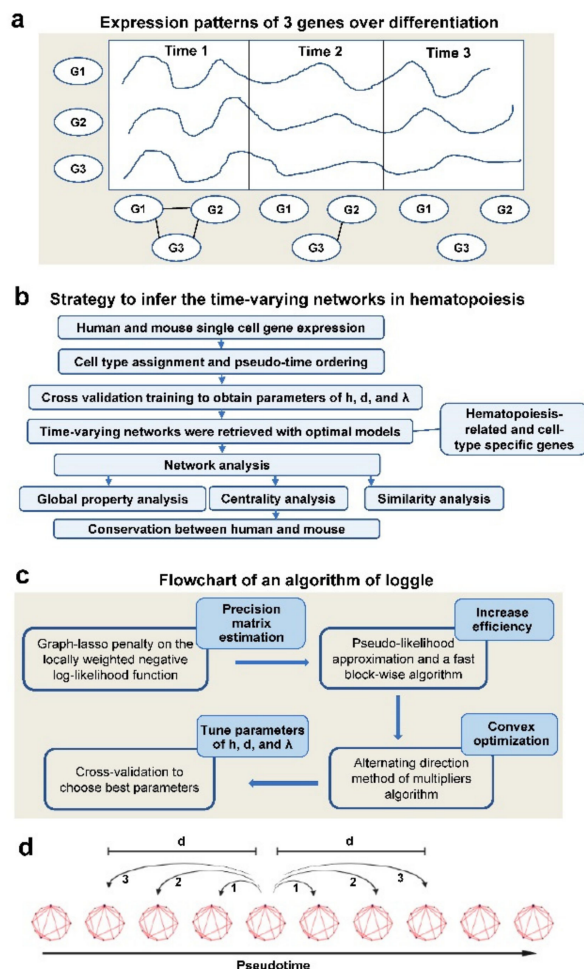 a
Expression patterns of 3 genes over differentiation
Time 1 Time 2 Time 3
G1
G2
G3
G1 G2 G1 G2 G1 G2
G3 G3 G3
b
Strategy to infer the time-varying networks in hematopoiesis
Human and mouse single cell gene expression
Cell type assignment and pseudo-time ordering
Cross validation training to obtain parameters of h, d, and λ
Time-varying networks were retrieved with optimal models
Hematopoiesis-
related and cell-
type specific genes
Network analysis
Global property analysis Centrality analysis Similarity analysis
Conservation between human and mouse
c
Flowchart of an algorithm of loggle
Precision
matrix
estimation
Graph-lasso penalty on the
locally weighted negative
log-likelihood function
Increase
efficiency
Pseudo-likelihood
approximation and a fast
block-wise algorithm
Tune parameters
of h, d, and λ
Cross-validation to
choose best parameters
Convex
optimization
Alternating direction
method of multipliers
algorithm
d
d d
3 2 1 1 2 3
Pseudotime